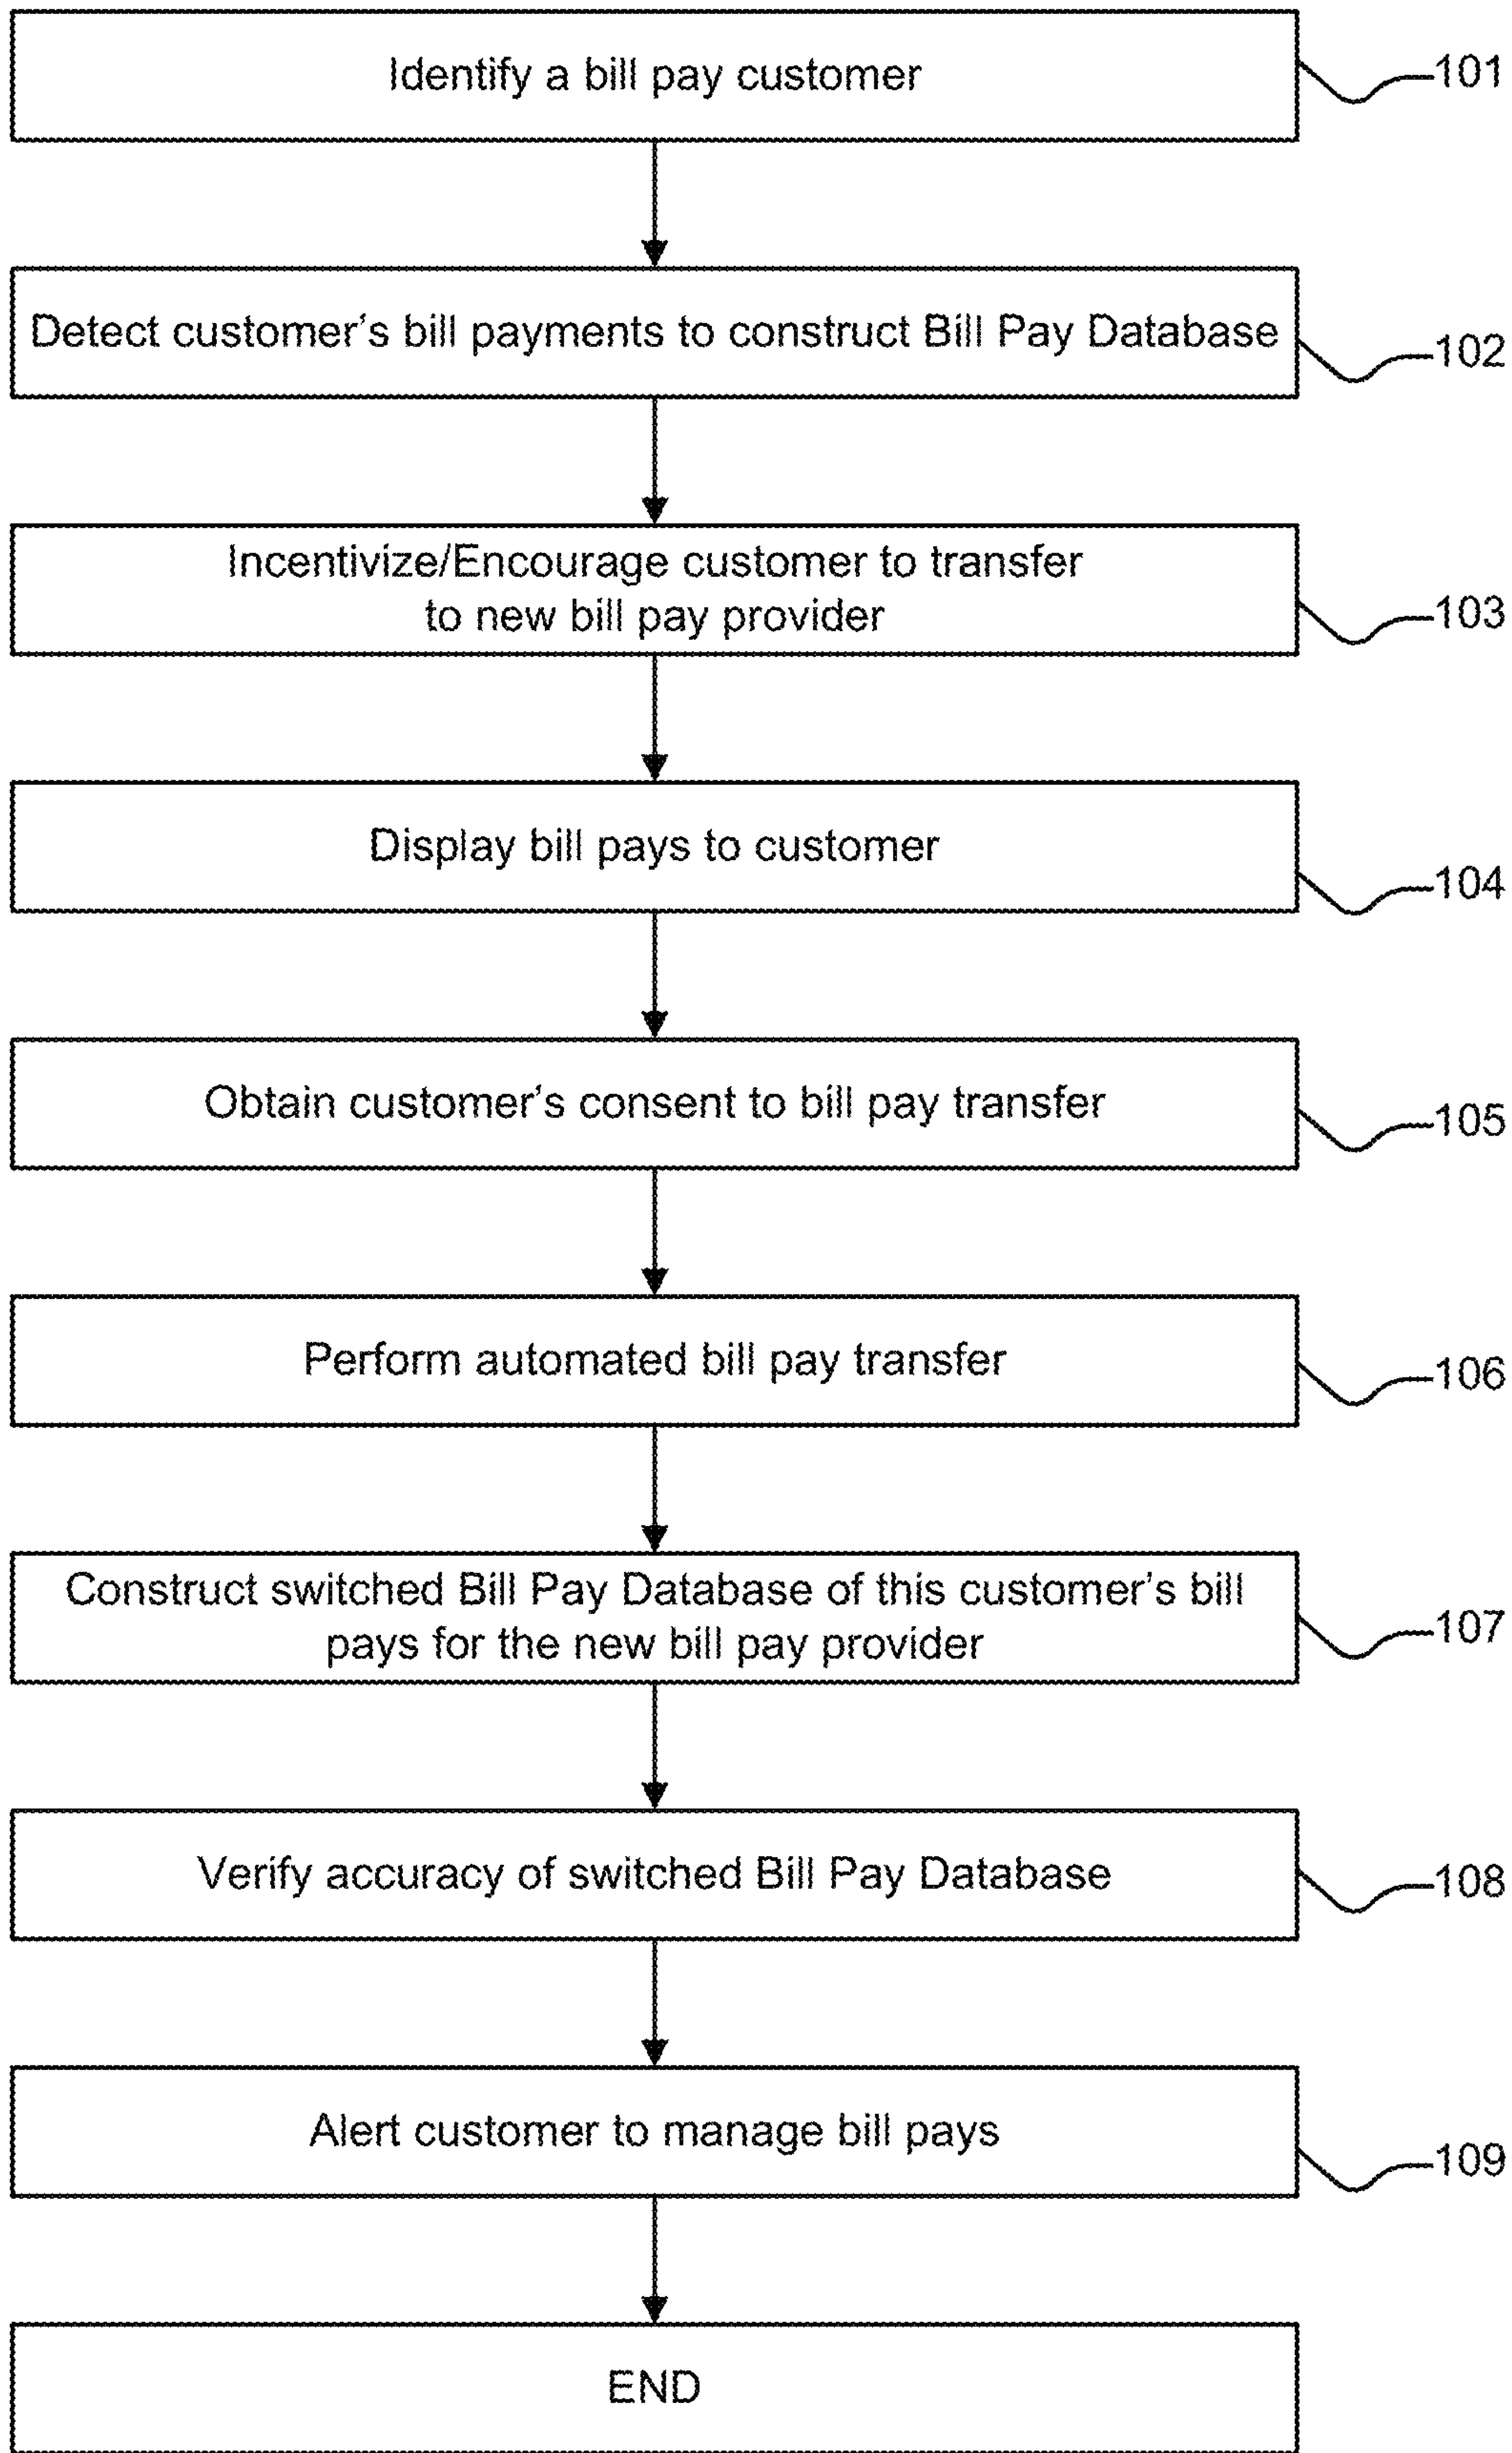 Identify a bill pay customer
101
Detect customer's bill payments to construct Bill Pay Database
102
Incentivize/Encourage customer to transfer
to new bill pay provider
103
Display bill pays to customer
104
Obtain customer's consent to bill pay transfer
105
Perform automated bill pay transfer
106
Construct switched Bill Pay Database of this customer's bill
pays for the new bill pay provider
107
Verify accuracy of switched Bill Pay Database
108
Alert customer to manage bill pays
109
END